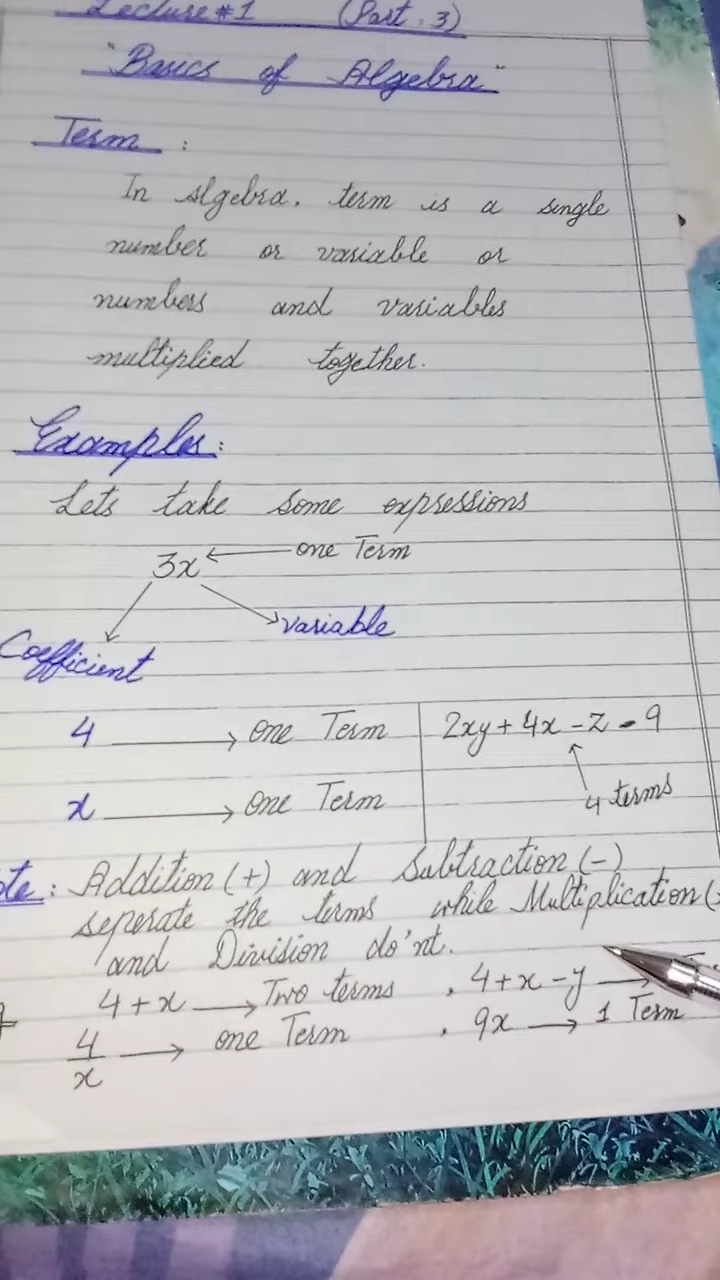 Lecture #1 (Part. 3)
"Basics of Algebra"
Term :
In Algebra. term is a single
number or variable or
numbers and variables
multiplied together.
Examples:
Lets take some expressions
3x ← one Term
Coefficient variable
4 → One Term
2xy + 4x - z - 9
x → One Term
4 terms
ote: Addition (+) and Subtraction (-)
seperate the terms while Multiplication (
and Division do'nt.
4 + x → Two terms , 4 + x - y →
4/x → one Term , 9x → 1 Term